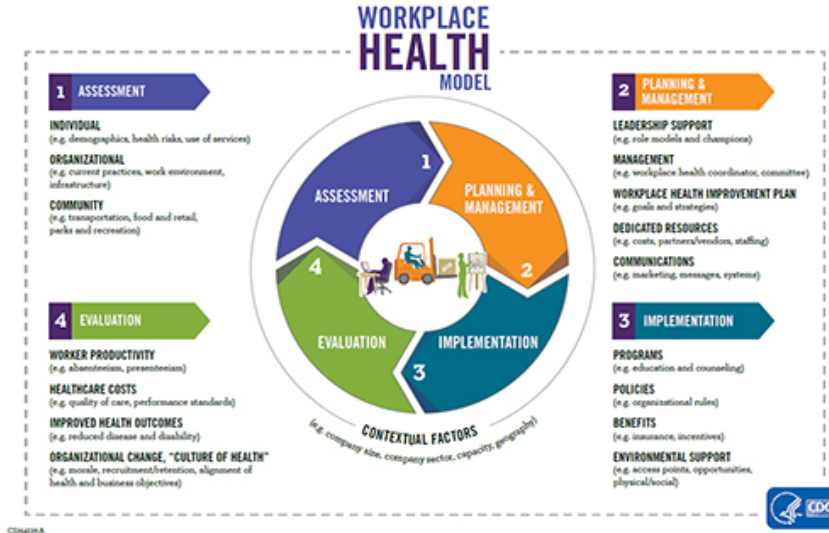 WORKPLACE
HEALTH
MODEL
1 ASSESSMENT
INDIVIDUAL
(e.g. demographics, health risks, use of services)
ORGANIZATIONAL
(e.g. current practices, work environment,
infrastructure)
COMMUNITY
(e.g. transportation, food and retail,
parks and recreation)
2 PLANNING &
MANAGEMENT
LEADERSHIP SUPPORT
(e.g. role models and champions)
MANAGEMENT
(e.g. workplace health coordinator, committee)
WORKPLACE HEALTH IMPROVEMENT PLAN
(e.g. goals and strategies)
DEDICATED RESOURCES
(e.g. costs, partners/vendors, staffing)
COMMUNICATIONS
(e.g. marketing, messages, systems)
1
ASSESSMENT
PLANNING &
MANAGEMENT
2
4
EVALUATION
IMPLEMENTATION
3
CONTEXTUAL FACTORS
(e.g. company size, company sector, capacity, geography)
4 EVALUATION
WORKER PRODUCTIVITY
(e.g. absenteeism, presenteeism)
HEALTHCARE COSTS
(e.g. quality of care, performance standards)
IMPROVED HEALTH OUTCOMES
(e.g. reduced disease and disability)
ORGANIZATIONAL CHANGE, "CULTURE OF HEALTH"
(e.g. morale, recruitment/retention, alignment of
health and business objectives)
3 IMPLEMENTATION
PROGRAMS
(e.g. education and counseling)
POLICIES
(e.g. organizational rules)
BENEFITS
(e.g. insurance, incentives)
ENVIRONMENTAL SUPPORT
(e.g. access points, opportunities,
physical/social)
CDC